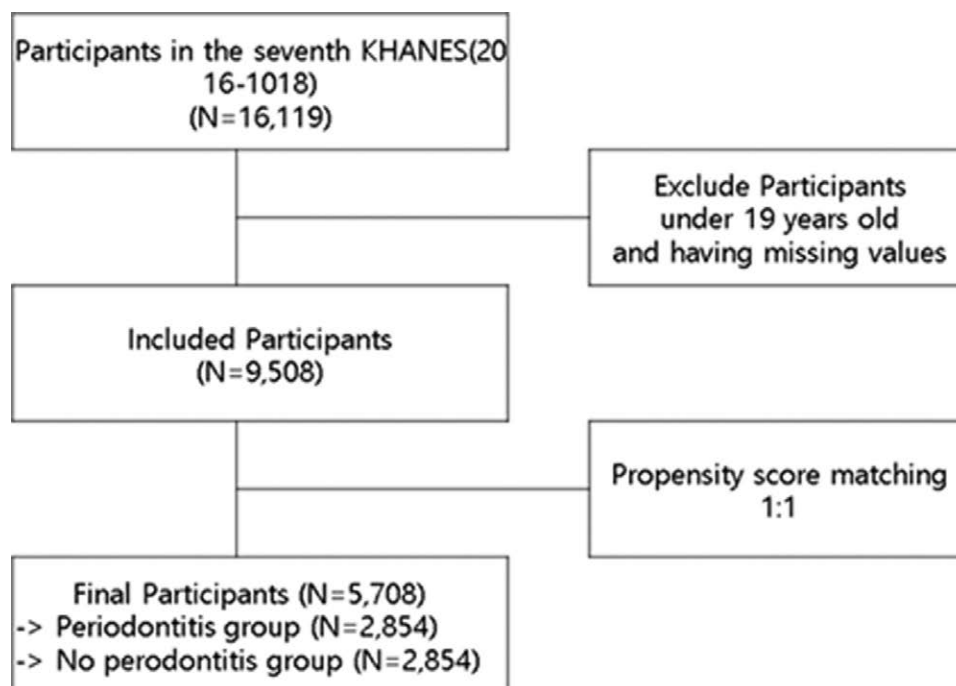 Participants in the seventh KHANES(20
16-1018)
(N=16,119)
Exclude Participants
under 19 years old
and having missing values
Included Participants
(N=9,508)
Propensity score matching
1:1
Final Participants (N=5,708)
-> Periodontitis group (N=2,854)
-> No perodontitis group (N=2,854)